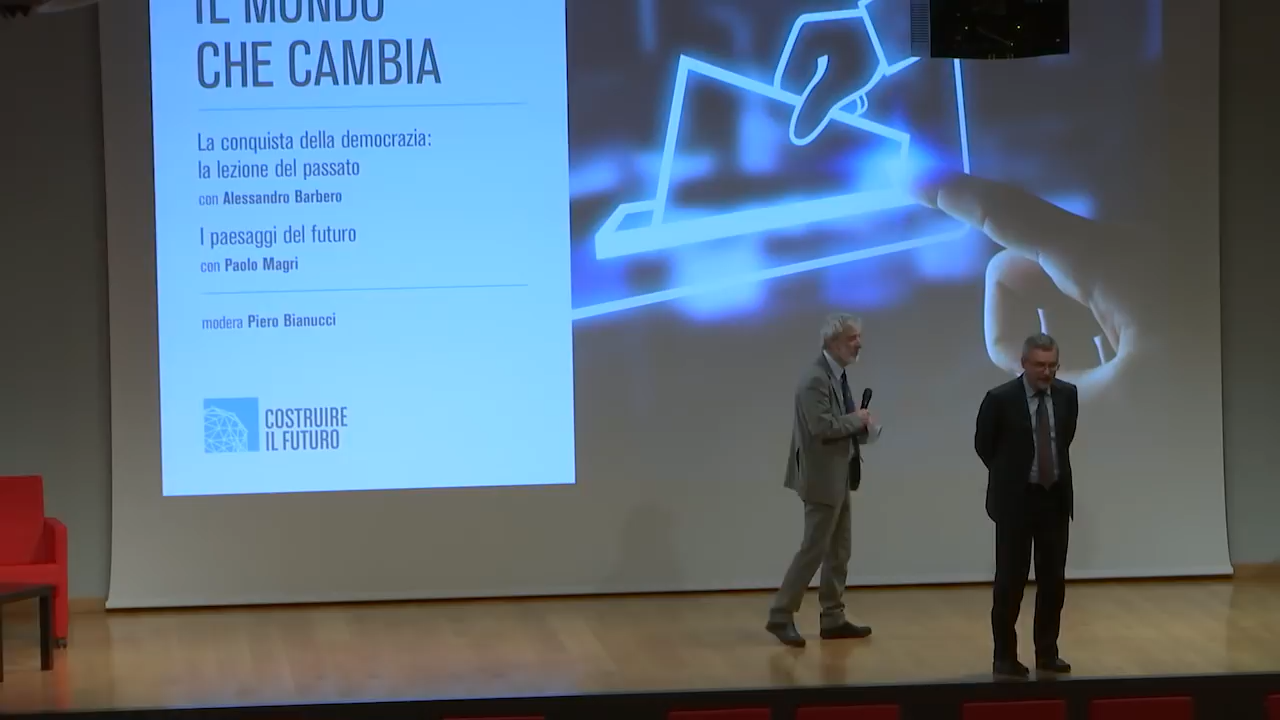 IL MONDO
CHE CAMBIA
La conquista della democrazia:
la lezione del passato
con Alessandro Barbero
I paesaggi del futuro
con Paolo Magri
modera Piero Bianucci
COSTRUIRE
IL FUTURO